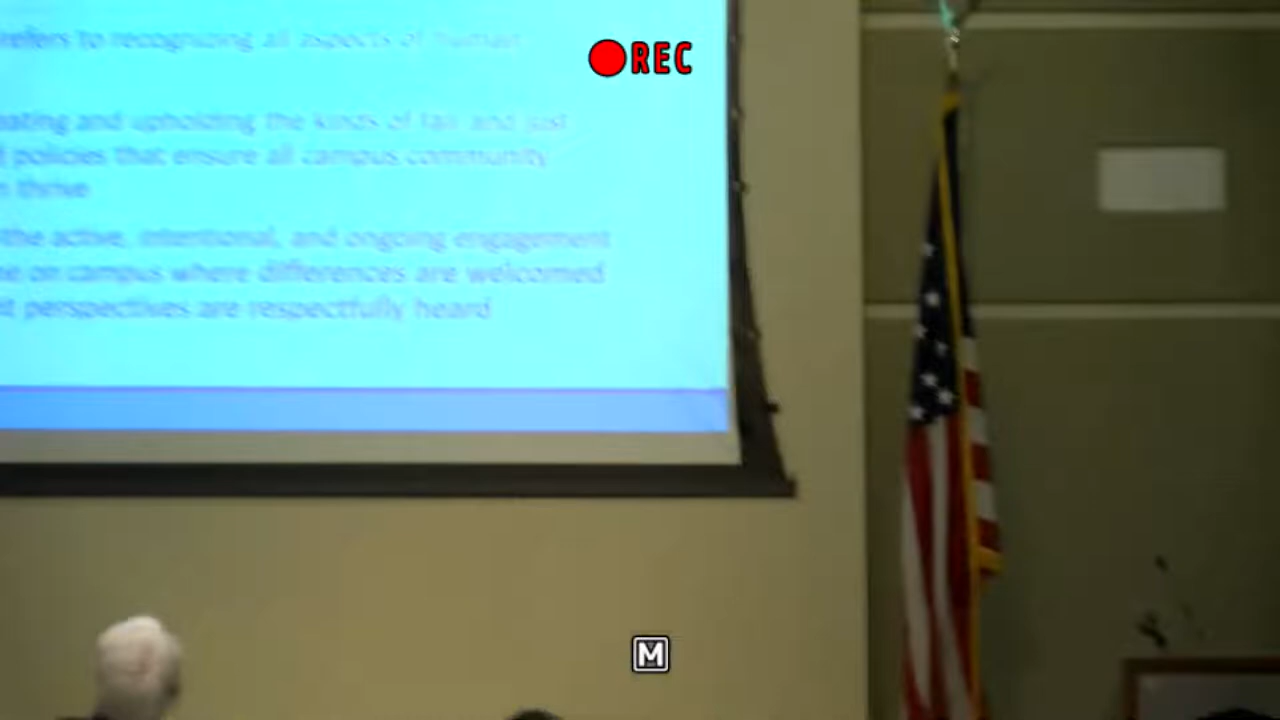 refers to recognizing all aspects of human
REC
eating and upholding the kinds of fair and just
policies that ensure all campus community
thrive
the active, intentional, and ongoing engagement
on campus where differences are welcomed
perspectives are respectfully heard
M